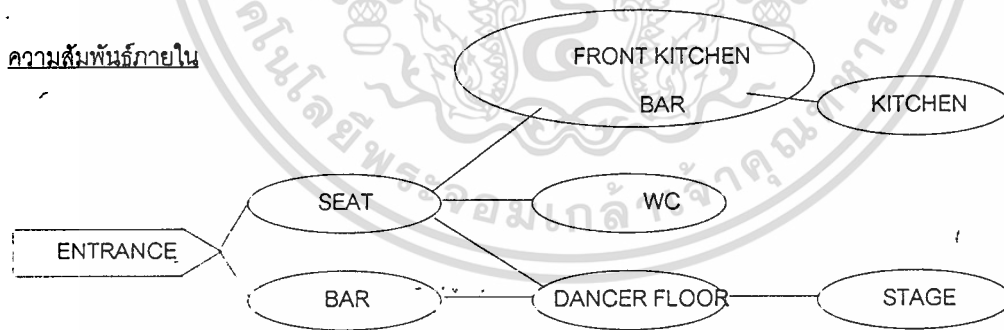 ความสัมพันธ์ภายใน
FRONT KITCHEN
BAR
KITCHEN
SEAT
WC
ENTRANCE
BAR
DANCER FLOOR
STAGE